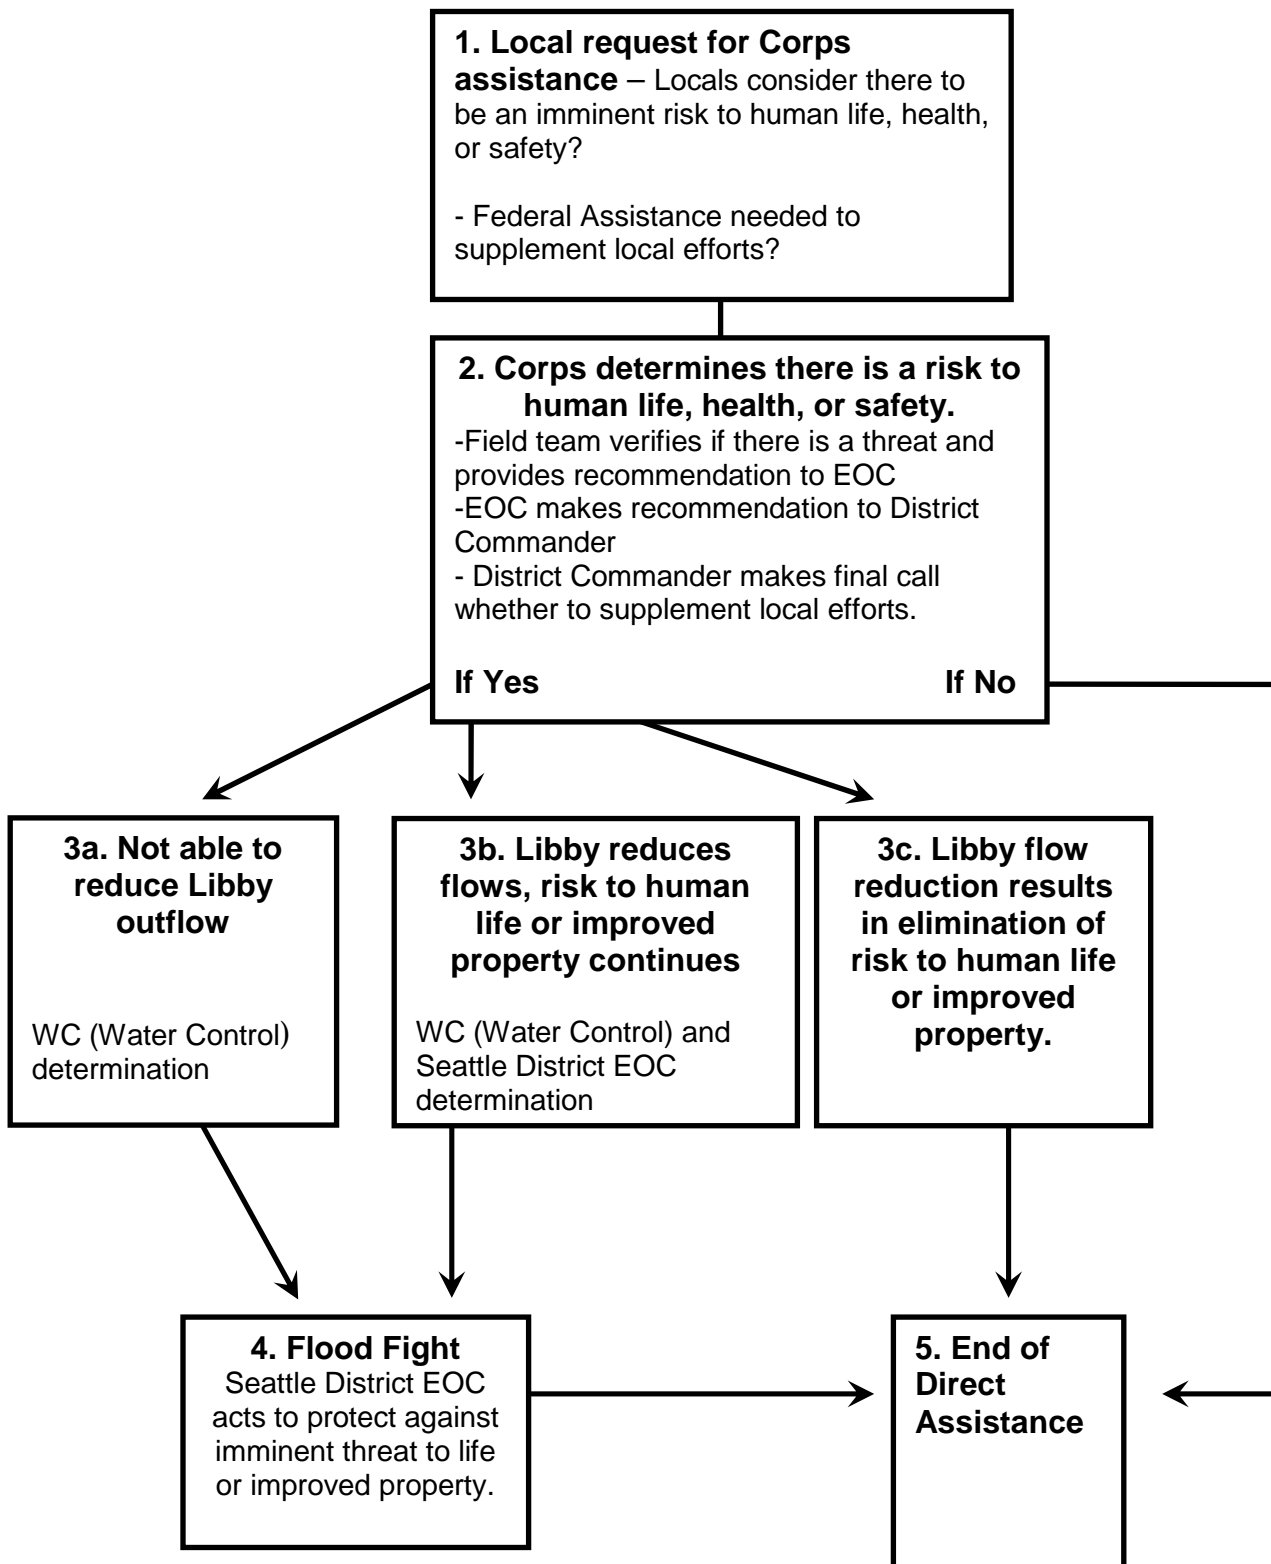 1. Local request for Corps
assistance – Locals consider there to
be an imminent risk to human life, health,
or safety?
- Federal Assistance needed to
supplement local efforts?
2. Corps determines there is a risk to
human life, health, or safety.
-Field team verifies if there is a threat and
provides recommendation to EOC
-EOC makes recommendation to District
Commander
- District Commander makes final call
whether to supplement local efforts.
If Yes If No
3a. Not able to
reduce Libby
outflow
WC (Water Control)
determination
3b. Libby reduces
flows, risk to human
life or improved
property continues
WC (Water Control) and
Seattle District EOC
determination
3c. Libby flow
reduction results
in elimination of
risk to human life
or improved
property.
4. Flood Fight
Seattle District EOC
acts to protect against
imminent threat to life
or improved property.
5. End of
Direct
Assistance